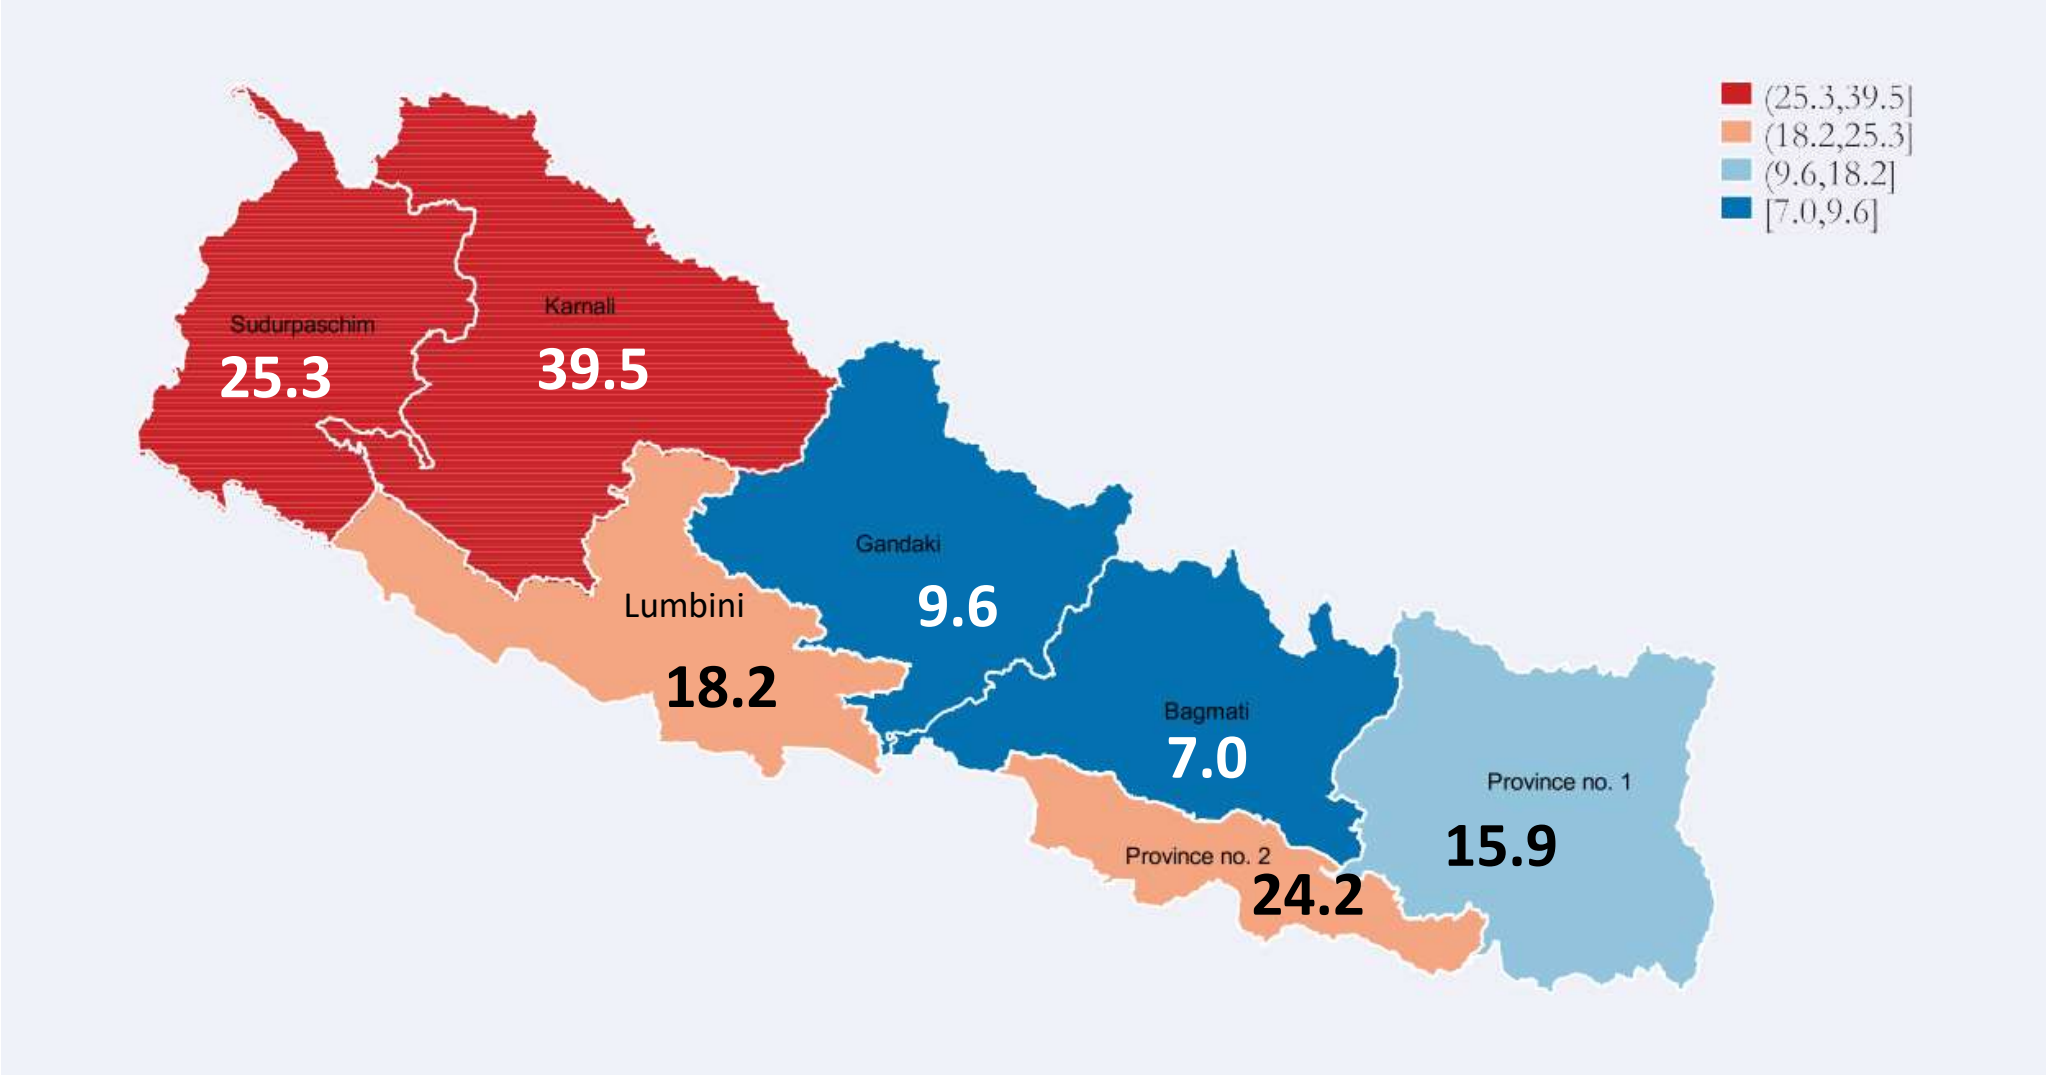 (25.3,39.5]
(18.2,25.3]
(9.6,18.2]
[7.0,9.6]
Karnali
Sudurpaschim
39.5
25.3
Gandaki
9.6
Lumbini
18.2
Bagmati
7.0
Province no. 1
15.9
Province no. 2
24.2